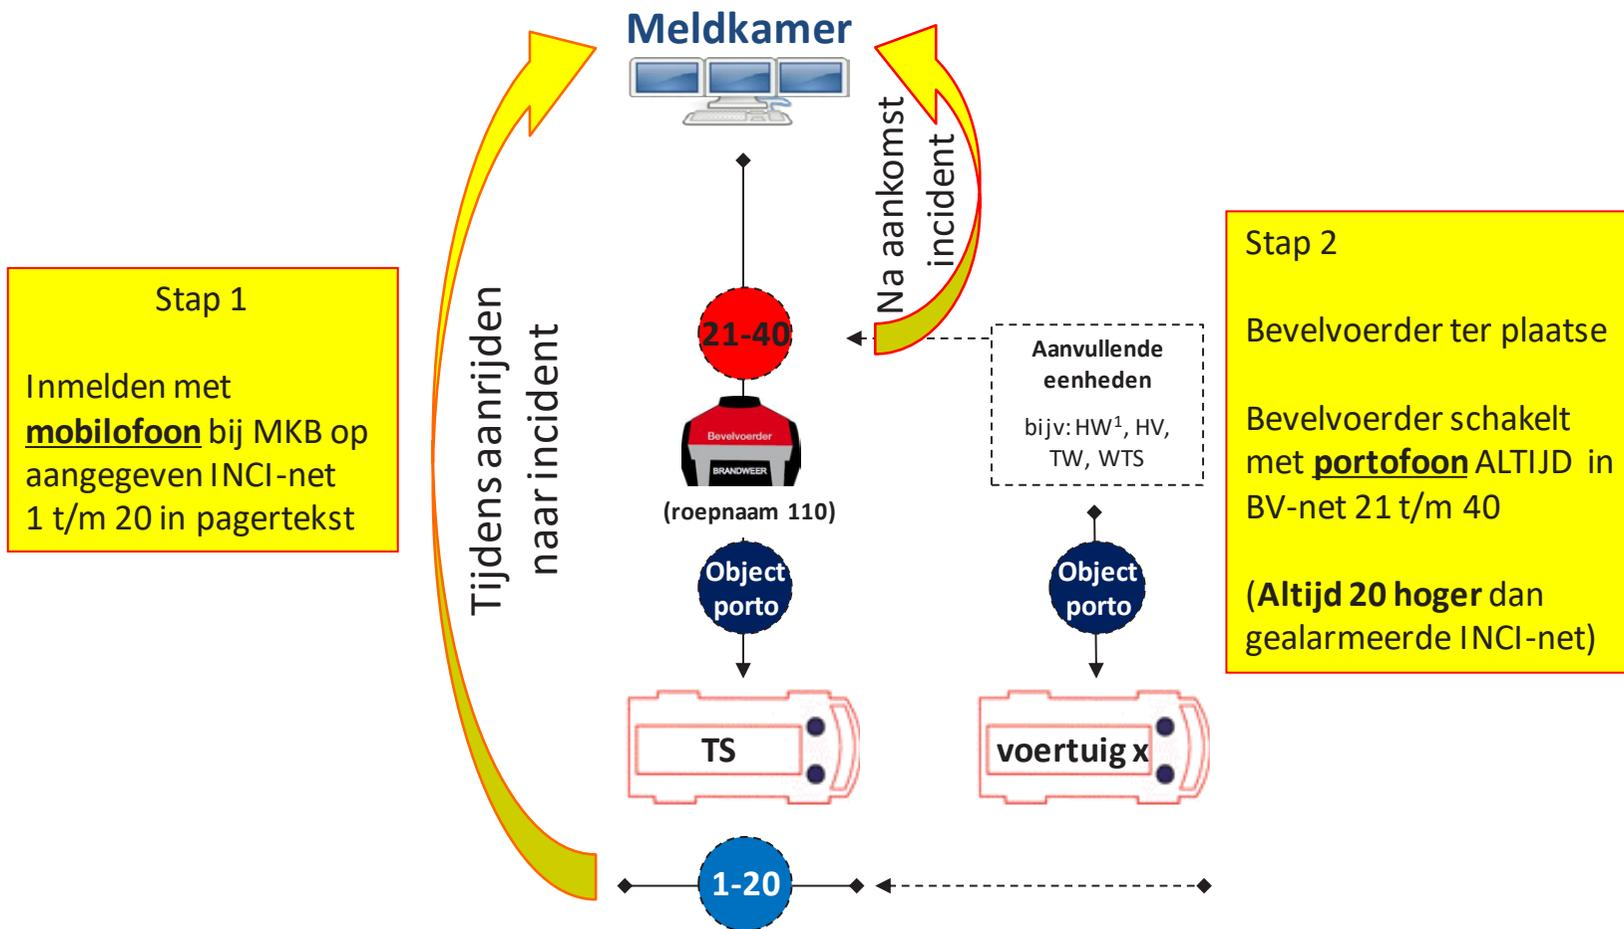 Meldkamer
Na aankomst
incident
Tijdens aanrijden
naar incident
Stap 1
Inmelden met
mobilofoon bij MKB op
aangegeven INCI-net
1 t/m 20 in pagertekst
21-40
Bevelvoerder
BRANDWEER
(roepnaam 110)
Object
porto
TS
1-20
Aanvullende
eenheden
bijv: HW¹, HV,
TW, WTS
Object
porto
voertuig x
Stap 2
Bevelvoerder ter plaatse
Bevelvoerder schakelt
met portofoon ALTIJD in
BV-net 21 t/m 40
(Altijd 20 hoger dan
gealarmeerde INCI-net)